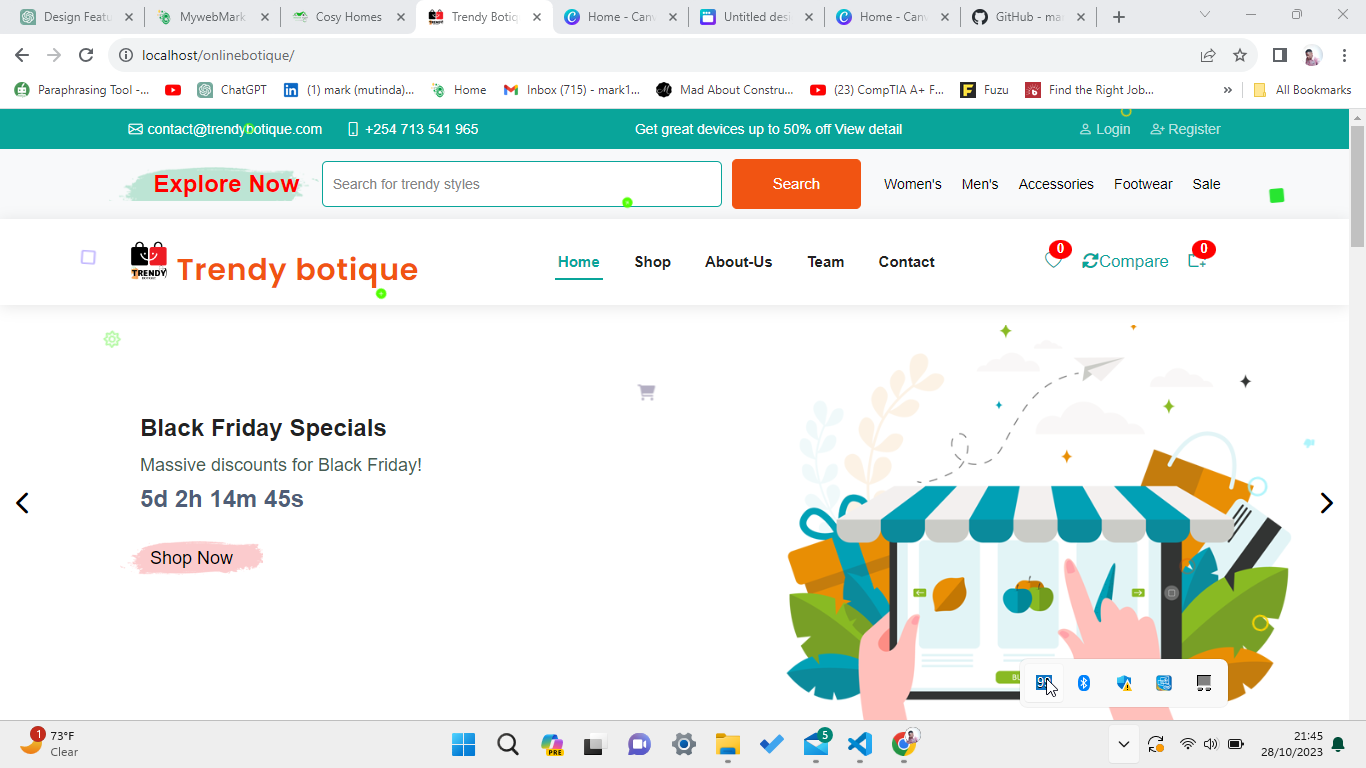 Design Featu
MywebMark
Cosy Homes
Trendy Botiq
Home - Canv
Untitled desi
Home - Canv
GitHub - ma
localhost/onlinebotique/
Paraphrasing Tool -...
ChatGPT
(1) mark (mutinda)...
Home
Inbox (715) - mark1...
Mad About Constru...
(23) CompTIA A+ F...
Fuzu
Find the Right Job...
»
All Bookmarks
contact@trendybotique.com
+254 713 541 965
Get great devices up to 50% off View detail
Login
Register
Explore Now
Search for trendy styles
Search
Women's
Men's
Accessories
Footwear
Sale
TRENDY
Trendy botique
Home
Shop
About-Us
Team
Contact
0
Compare
0
Black Friday Specials
Massive discounts for Black Friday!
5d 2h 14m 45s
Shop Now
1
73°F
Clear
PRE
5
21:45
28/10/2023